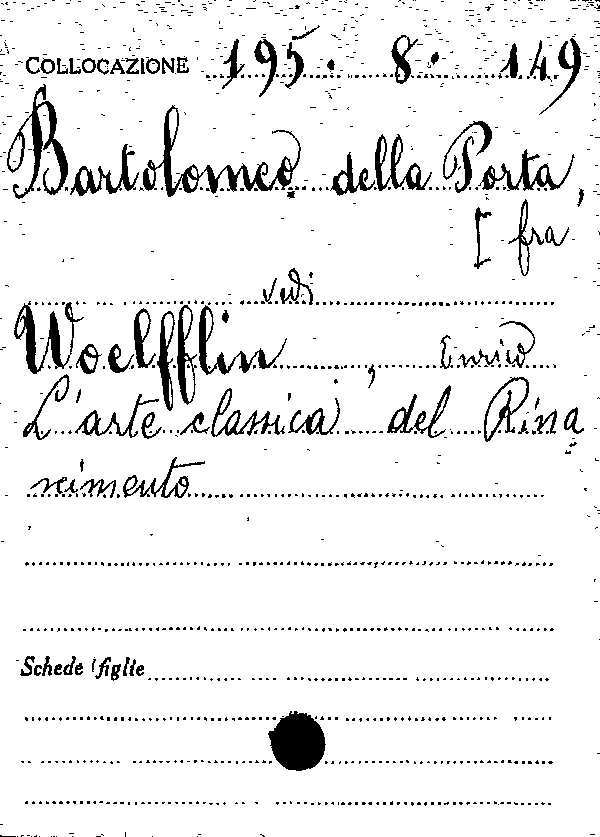 COLLOCAZIONE 195. 8. 149
Bartolomeo della Porta,
[ fra
vedi
Woelfflin, Enrico
L'arte classica del Rina
scimento
Schede figlie